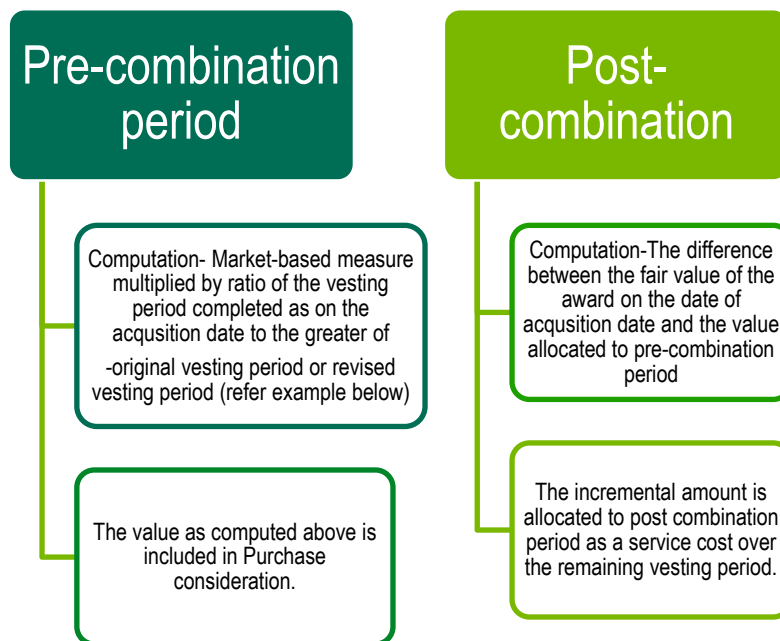 Pre-combination
period
Computation- Market-based measure
multiplied by ratio of the vesting
period completed as on the
acqusition date to the greater of
-original vesting period or revised
vesting period (refer example below)
The value as computed above is
included in Purchase
consideration.
Post-
combination
Computation-The difference
between the fair value of the
award on the date of
acqusition date and the value
allocated to pre-combination
period
The incremental amount is
allocated to post combination
period as a service cost over
the remaining vesting period.